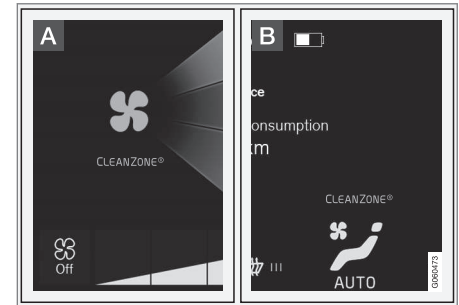 A
CLEANZONE®
Off
B
ce
onsumption
km
CLEANZONE®
AUTO
G060473